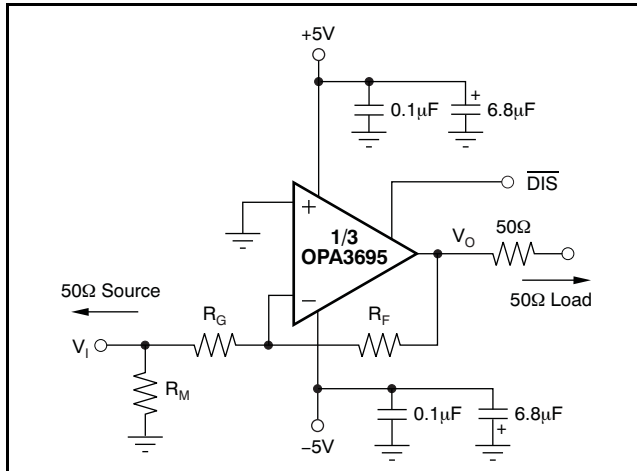 +5V
+
0.1μF
6.8μF
DIS
+
1/3
OPA3695
VO
50Ω
50Ω Source
50Ω Load
−
RG
RF
VI
RM
0.1μF
6.8μF
+
−5V